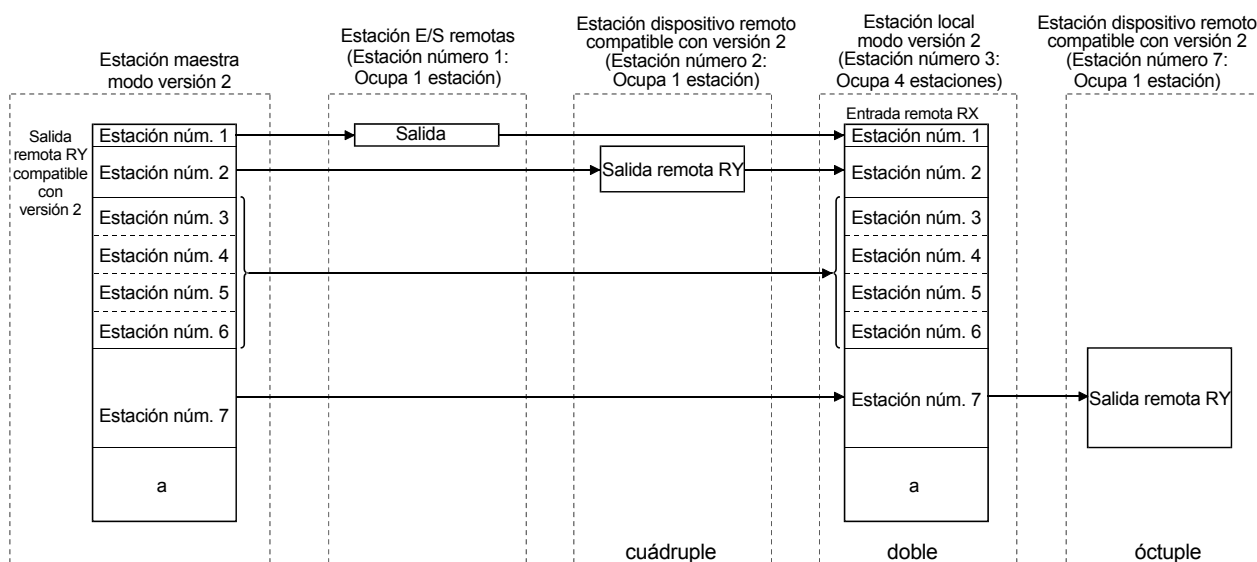 Estación maestra
modo versión 2
Estación E/S remotas
(Estación número 1:
Ocupa 1 estación)
Estación dispositivo remoto
compatible con versión 2
(Estación número 2:
Ocupa 1 estación)
Estación local
modo versión 2
(Estación número 3:
Ocupa 4 estaciones)
Estación dispositivo remoto
compatible con versión 2
(Estación número 7:
Ocupa 1 estación)
Salida
remota RY
compatible
con
versión 2
Estación núm. 1
Estación núm. 2
Estación núm. 3
Estación núm. 4
Estación núm. 5
Estación núm. 6
Estación núm. 7
a
Salida
Salida remota RY
cuádruple
Entrada remota RX
Estación núm. 1
Estación núm. 2
Estación núm. 3
Estación núm. 4
Estación núm. 5
Estación núm. 6
Estación núm. 7
a
doble
Salida remota RY
óctuple